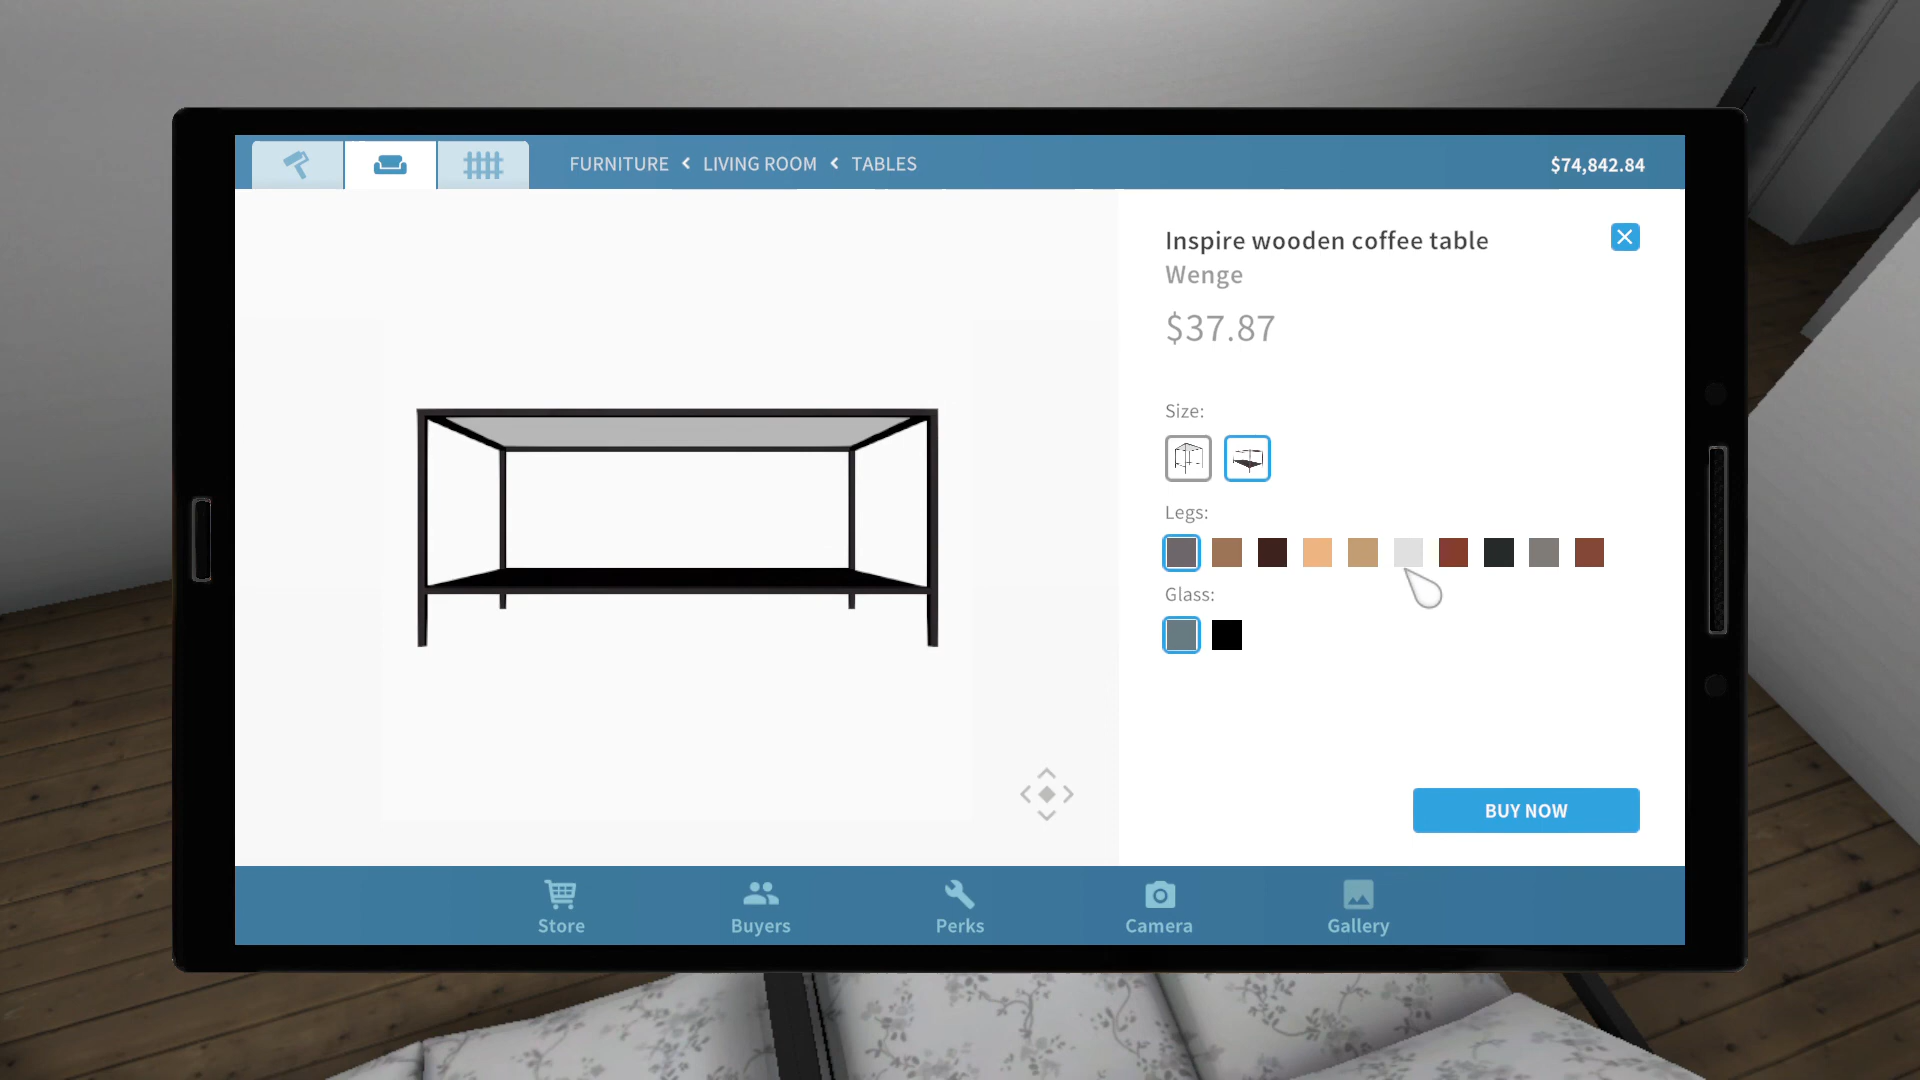 FURNITURE < LIVING ROOM < TABLES
$74,842.84
Inspire wooden coffee table
Wenge
$37.87
Size:
Legs:
Glass:
BUY NOW
Store
Buyers
Perks
Camera
Gallery